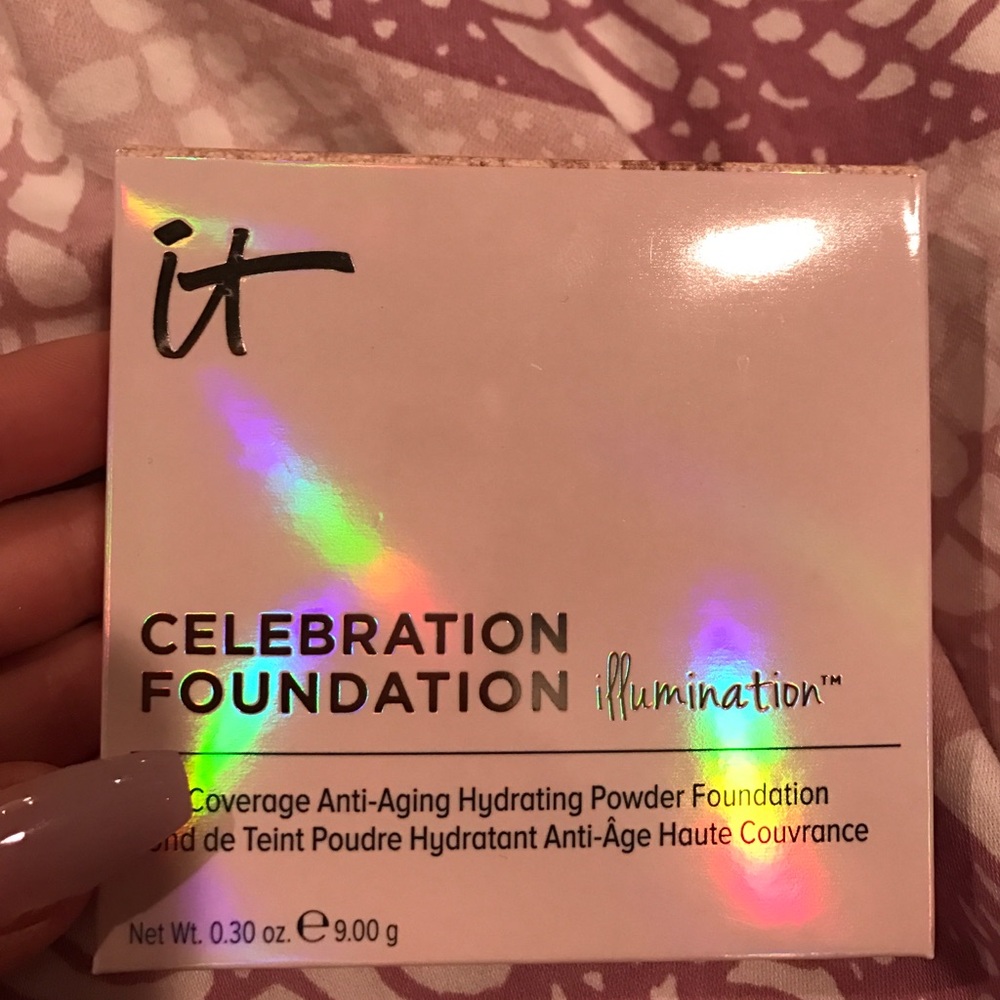 it
CELEBRATION
FOUNDATION illumination™
Coverage Anti-Aging Hydrating Powder Foundation
de Teint Poudre Hydratant Anti-Âge Haute Couvrance
Net Wt. 0.30 oz. ℮ 9.00 g